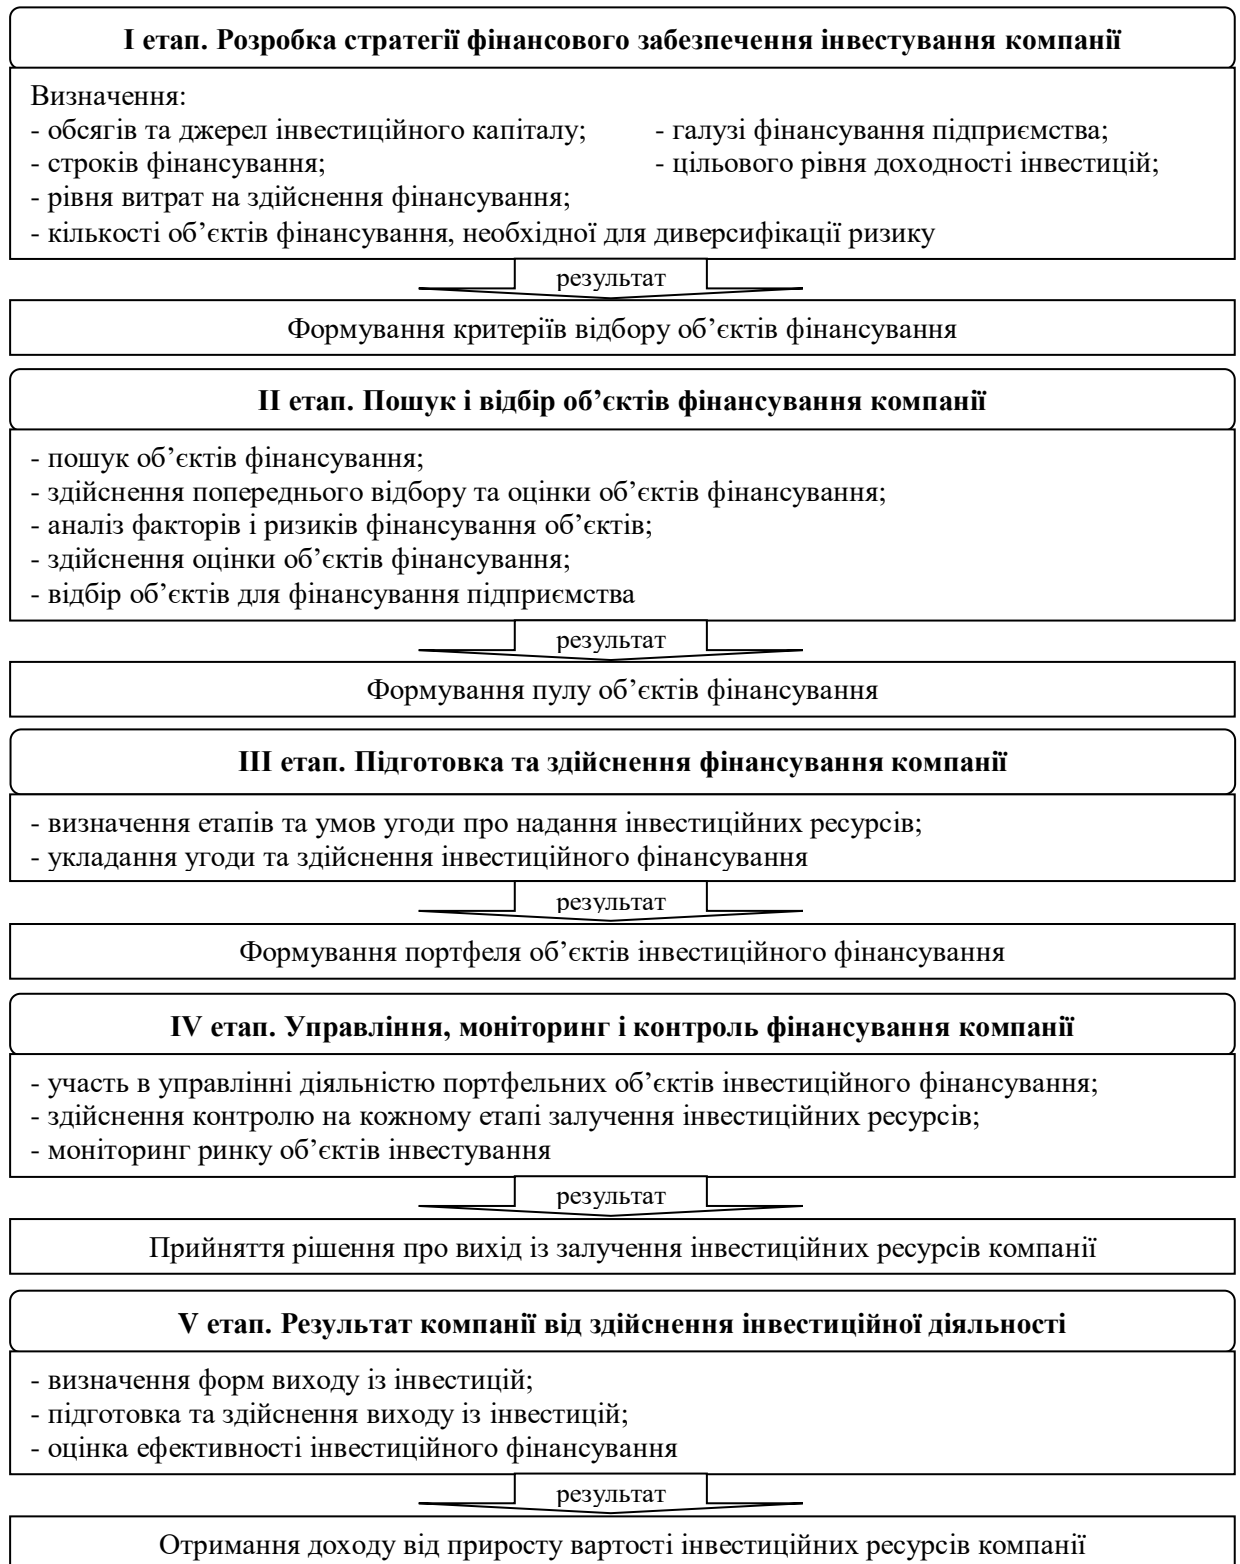 І етап. Розробка стратегії фінансового забезпечення інвестування компанії
Визначення:
- обсягів та джерел інвестиційного капіталу; - галузі фінансування підприємства;
- строків фінансування; - цільового рівня доходності інвестицій;
- рівня витрат на здійснення фінансування;
- кількості об’єктів фінансування, необхідної для диверсифікації ризику
результат
Формування критеріїв відбору об’єктів фінансування
ІІ етап. Пошук і відбір об’єктів фінансування компанії
- пошук об’єктів фінансування;
- здійснення попереднього відбору та оцінки об’єктів фінансування;
- аналіз факторів і ризиків фінансування об’єктів;
- здійснення оцінки об’єктів фінансування;
- відбір об’єктів для фінансування підприємства
результат
Формування пулу об’єктів фінансування
ІІІ етап. Підготовка та здійснення фінансування компанії
- визначення етапів та умов угоди про надання інвестиційних ресурсів;
- укладання угоди та здійснення інвестиційного фінансування
результат
Формування портфеля об’єктів інвестиційного фінансування
IV етап. Управління, моніторинг і контроль фінансування компанії
- участь в управлінні діяльністю портфельних об’єктів інвестиційного фінансування;
- здійснення контролю на кожному етапі залучення інвестиційних ресурсів;
- моніторинг ринку об’єктів інвестування
результат
Прийняття рішення про вихід із залучення інвестиційних ресурсів компанії
V етап. Результат компанії від здійснення інвестиційної діяльності
- визначення форм виходу із інвестицій;
- підготовка та здійснення виходу із інвестицій;
- оцінка ефективності інвестиційного фінансування
результат
Отримання доходу від приросту вартості інвестиційних ресурсів компанії